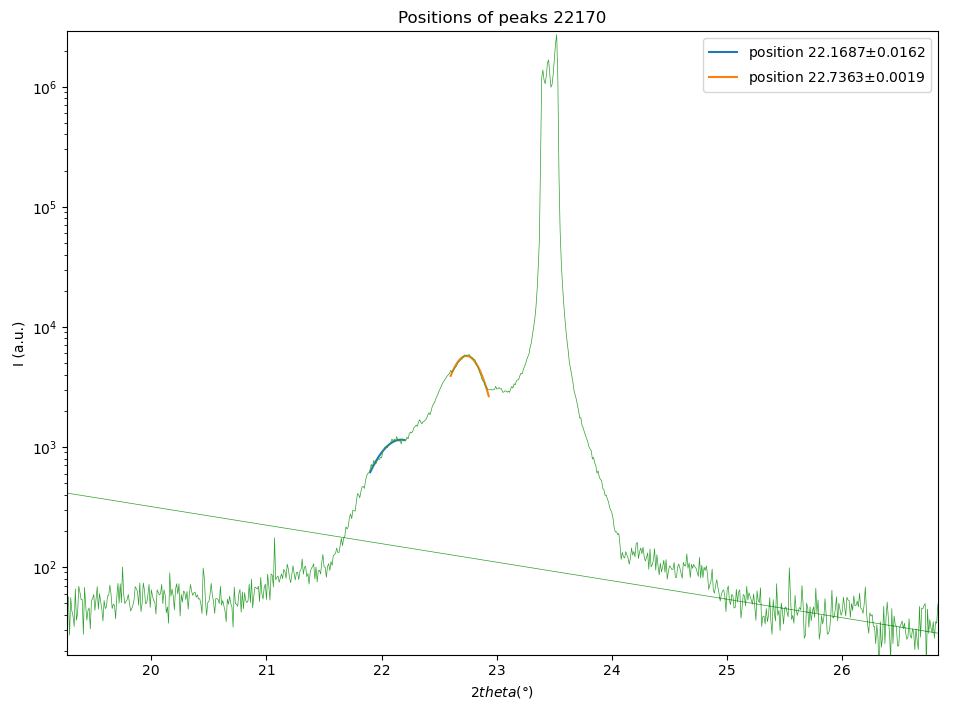 Positions of peaks 22170
position 22.1687±0.0162
position 22.7363±0.0019
I (a.u.)
10^6
10^5
10^4
10^3
10^2
20 21 22 23 24 25 26
2theta(°)